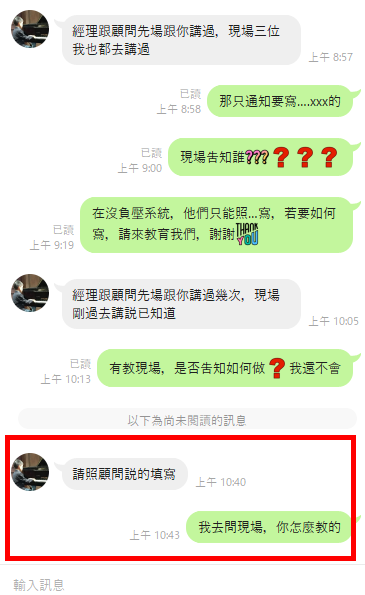 經理跟顧問先場跟你講過，現場三位
我也都去講過
上午 8:57
已讀
上午 8:58
那只通知要寫....xxx的
已讀
上午 9:00
現場告知誰???❓❓❓
已讀
上午 9:19
在沒負壓系統，他們只能照...寫，若要如何
寫，請來教育我們，謝謝THANK YOU
經理跟顧問先場跟你講過幾次，現場
剛過去講說已知道
上午 10:05
已讀
上午 10:13
有教現場，是否告知如何做❓我還不會
以下為尚未閱讀的訊息
請照顧問說的填寫
上午 10:40
上午 10:43
我去問現場，你怎麼教的
輸入訊息